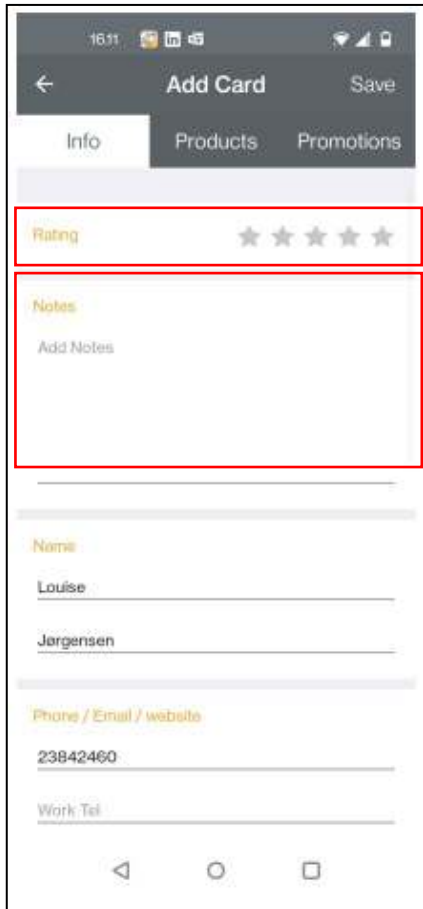 16.11
Add Card Save
Info Products Promotions
Rating
Notes
Add Notes
Name
Louise
Jørgensen
Phone / Email / website
23842460
Work Tel